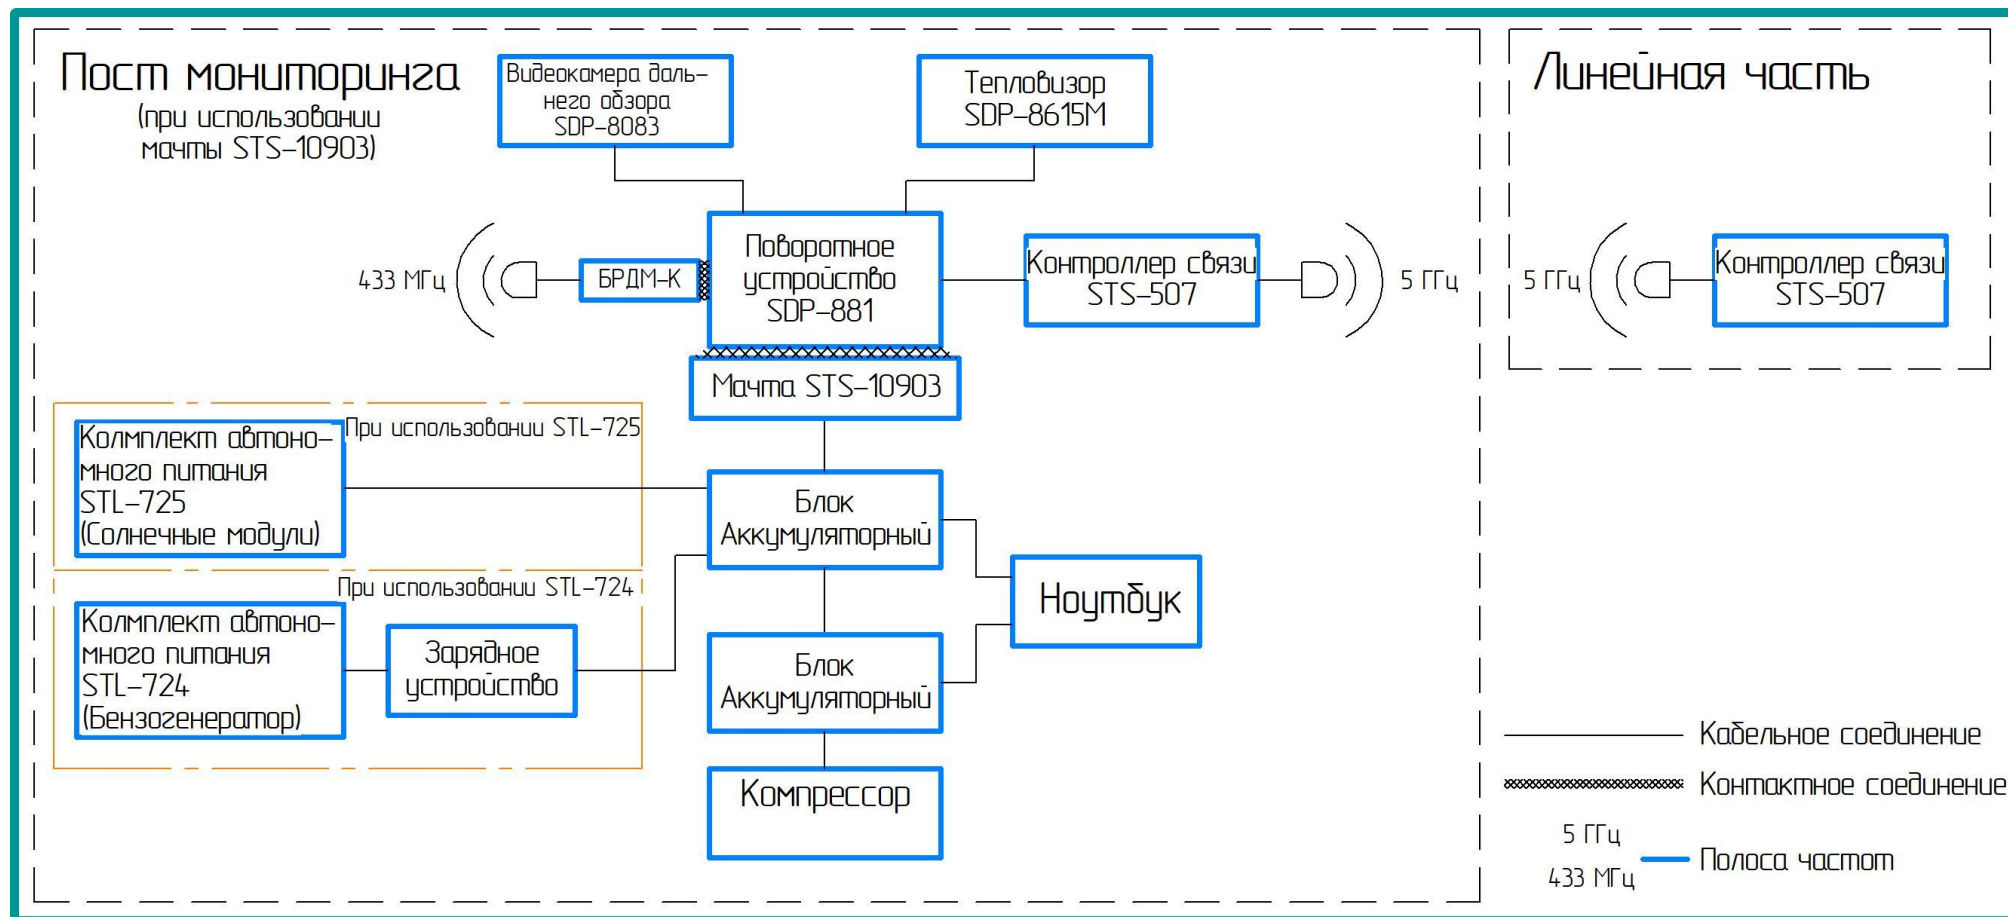 Пост мониторинга
(при использовании
мачты STS-10903)
Видеокамера даль-
него обзора
SDP-8083
Тепловизор
SDP-8615M
Линейная часть
433 МГц
БРДМ-К
Поворотное
устройство
SDP-881
Контроллер связи
STS-507
5 ГГц
5 ГГц
Контроллер связи
STS-507
Мачта STS-10903
При использовании STL-725
Колмплект автоно-
много питания
STL-725
(Солнечные модули)
Блок
Аккумуляторный
При использовании STL-724
Колмплект автоно-
много питания
STL-724
(Бензогенератор)
Зарядное
устройство
Ноутбук
Блок
Аккумуляторный
Компрессор
Кабельное соединение
Контактное соединение
5 ГГц
433 МГц
Полоса частот